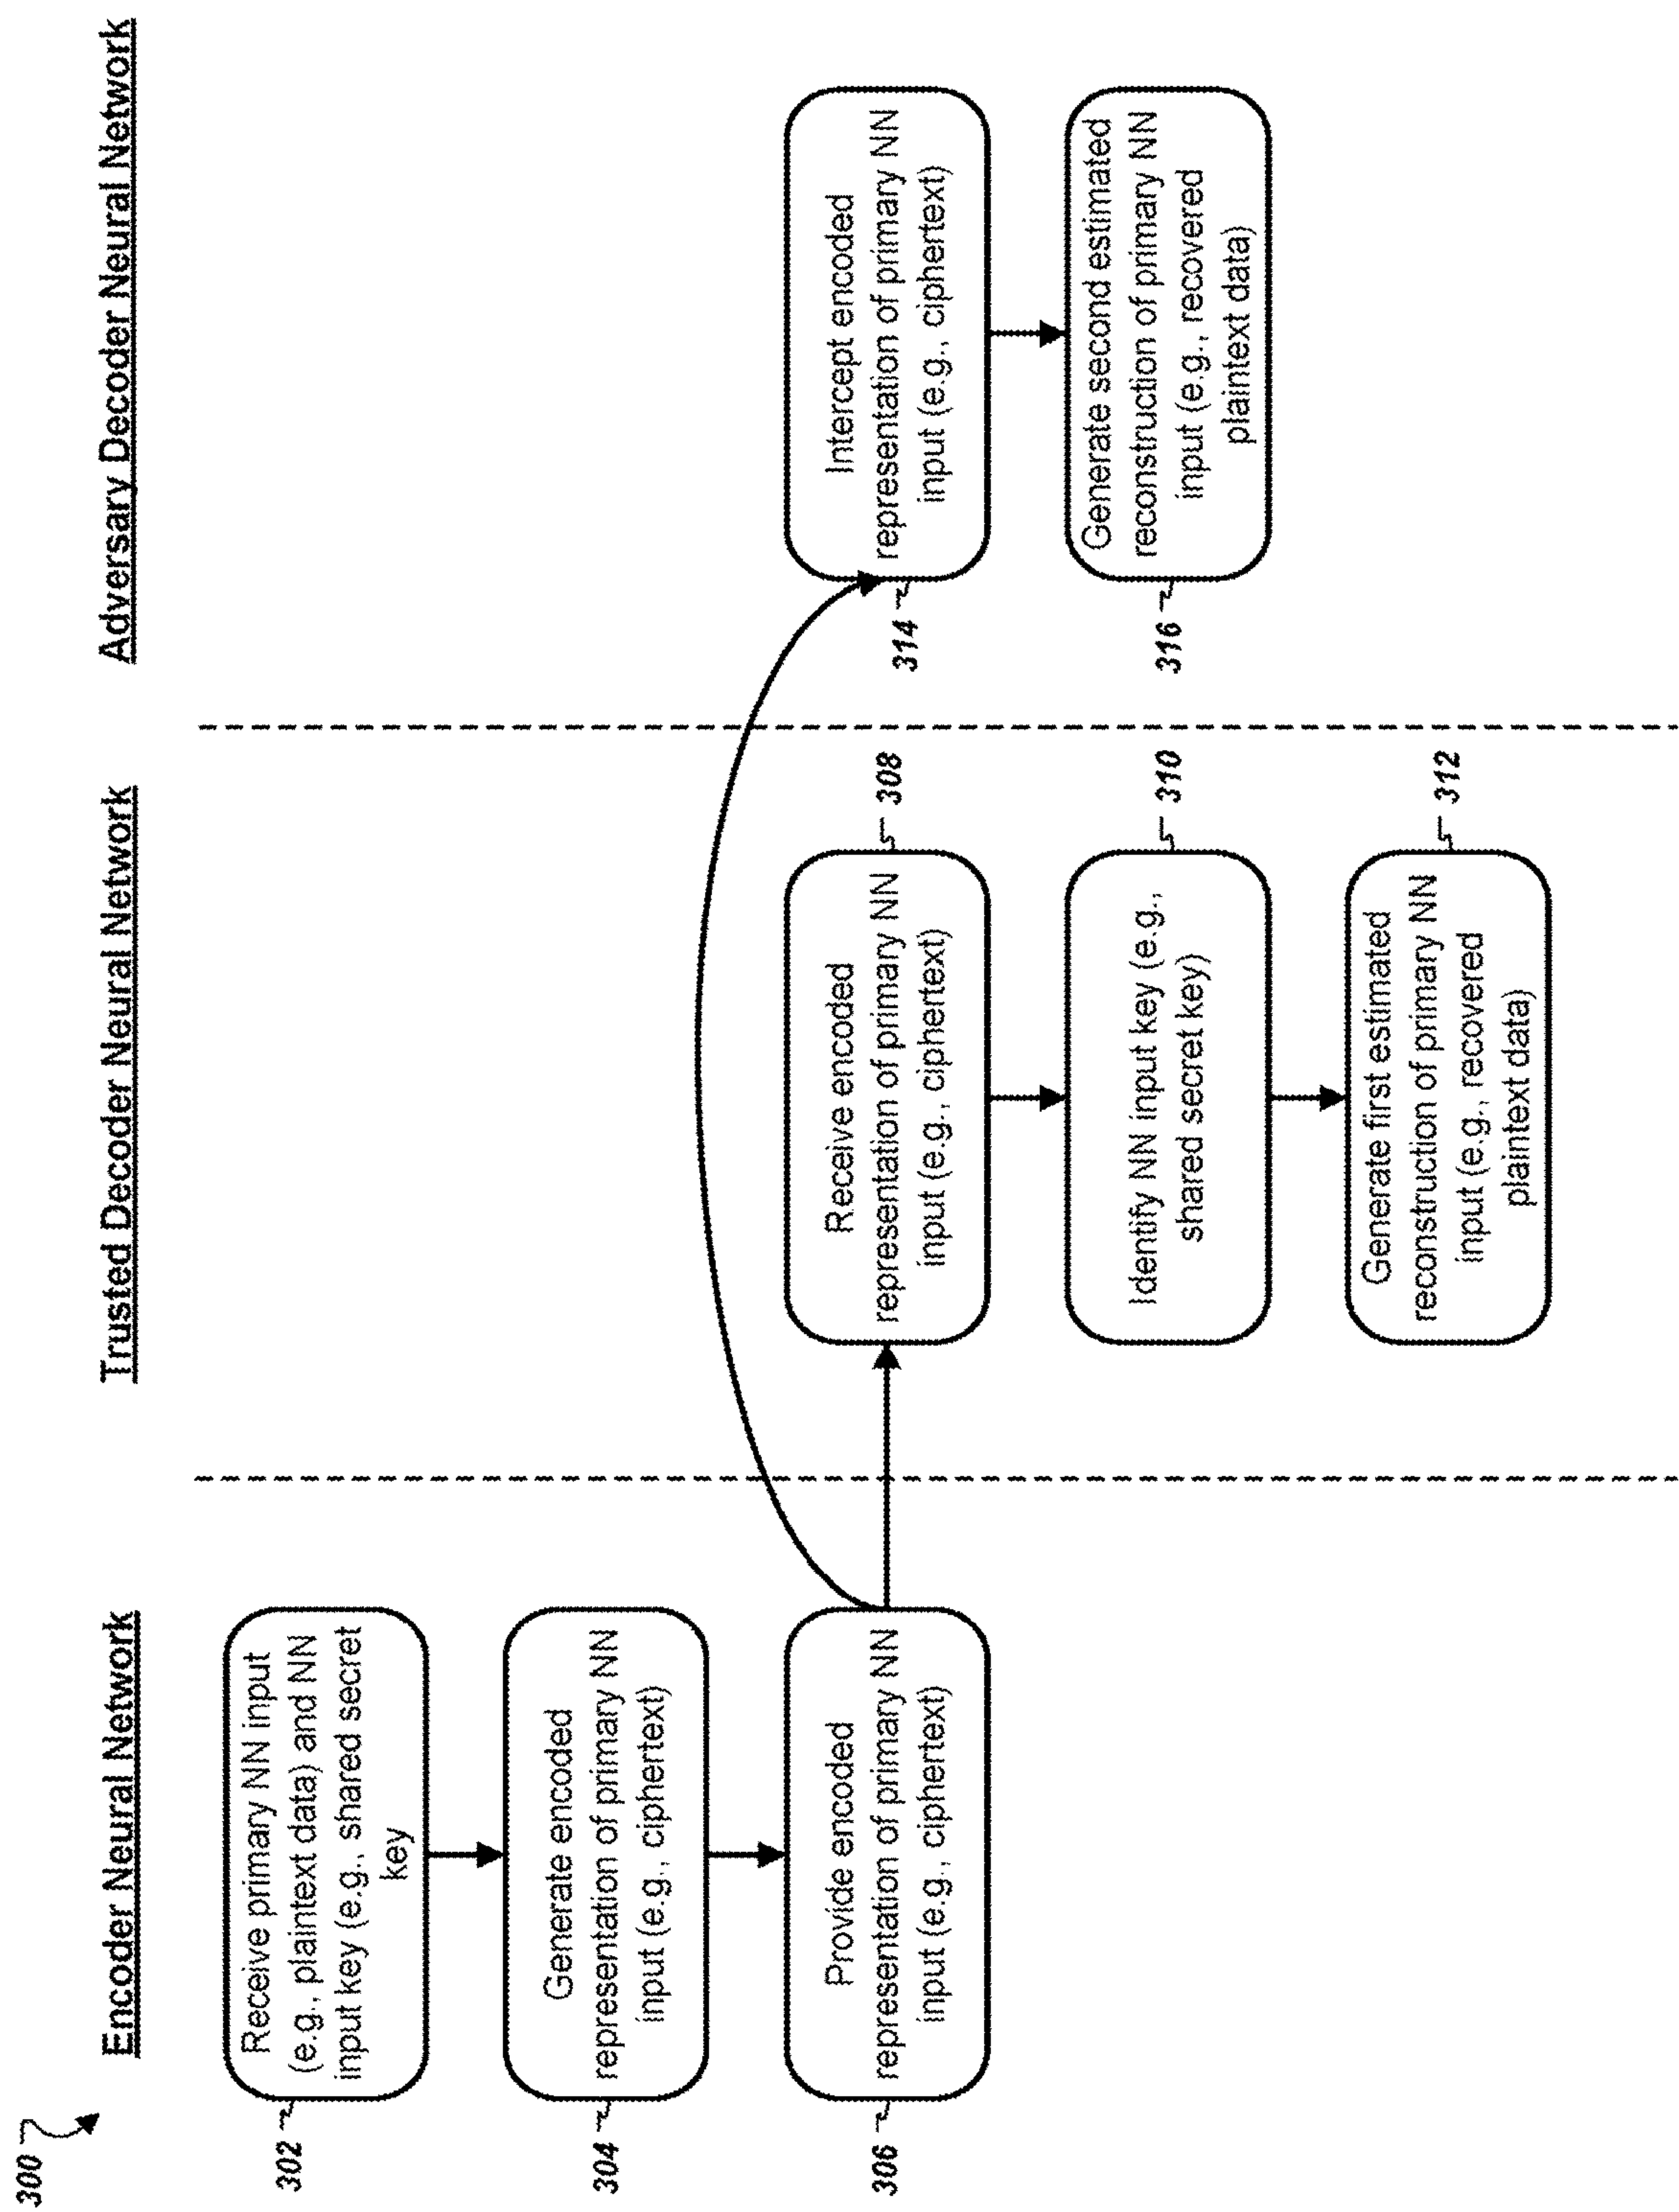 300
Encoder Neural Network
302
Receive primary NN input
(e.g., plaintext data) and NN
input key (e.g., shared secret
key
304
Generate encoded
representation of primary NN
input (e.g., ciphertext)
306
Provide encoded
representation of primary NN
input (e.g., ciphertext)
Trusted Decoder Neural Network
308
Receive encoded
representation of primary NN
input (e.g., ciphertext)
310
Identify NN input key (e.g.,
shared secret key)
312
Generate first estimated
reconstruction of primary NN
input (e.g., recovered
plaintext data)
Adversary Decoder Neural Network
314
Intercept encoded
representation of primary NN
input (e.g., ciphertext)
316
Generate second estimated
reconstruction of primary NN
input (e.g., recovered
plaintext data)